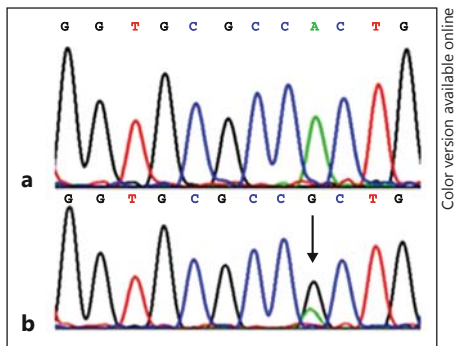 G G T G C G C C A C T G
a
G G T G C G C C G C T G
b
Color version available online